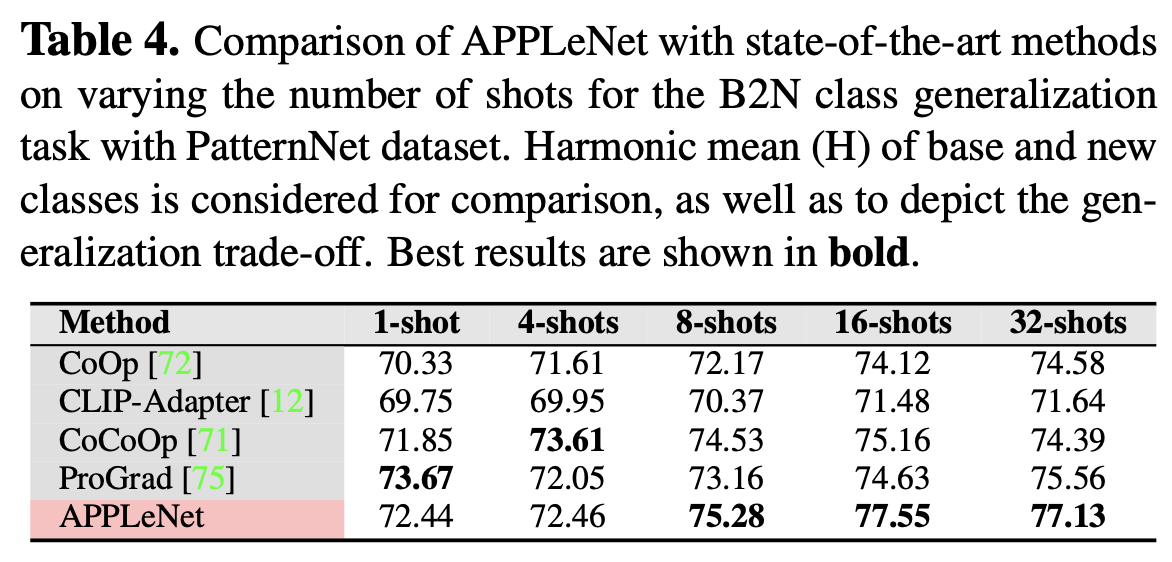 Table 4. Comparison of APPLeNet with state-of-the-art methods
on varying the number of shots for the B2N class generalization
task with PatternNet dataset. Harmonic mean (H) of base and new
classes is considered for comparison, as well as to depict the gen-
eralization trade-off. Best results are shown in bold.
Method 1-shot 4-shots 8-shots 16-shots 32-shots
CoOp [72] 70.33 71.61 72.17 74.12 74.58
CLIP-Adapter [12] 69.75 69.95 70.37 71.48 71.64
CoCoOp [71] 71.85 73.61 74.53 75.16 74.39
ProGrad [75] 73.67 72.05 73.16 74.63 75.56
APPLeNet 72.44 72.46 75.28 77.55 77.13